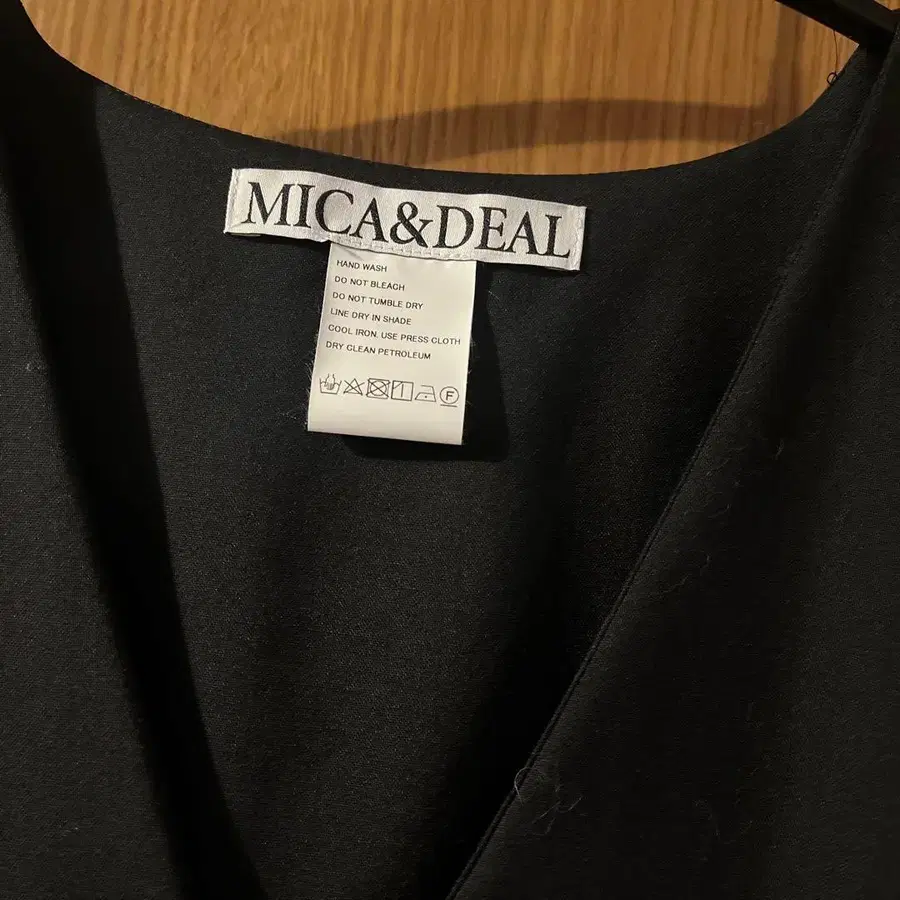 MICA&DEAL
HAND WASH
DO NOT BLEACH
DO NOT TUMBLE DRY
LINE DRY IN SHADE
COOL IRON, USE PRESS CLOTH
DRY CLEAN PETROLEUM
F